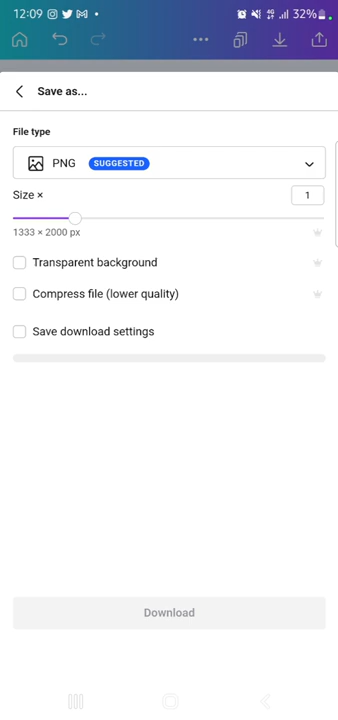 12:09 32%
Save as...
File type
PNG SUGGESTED
Size × 1
1333 × 2000 px
Transparent background
Compress file (lower quality)
Save download settings
Download